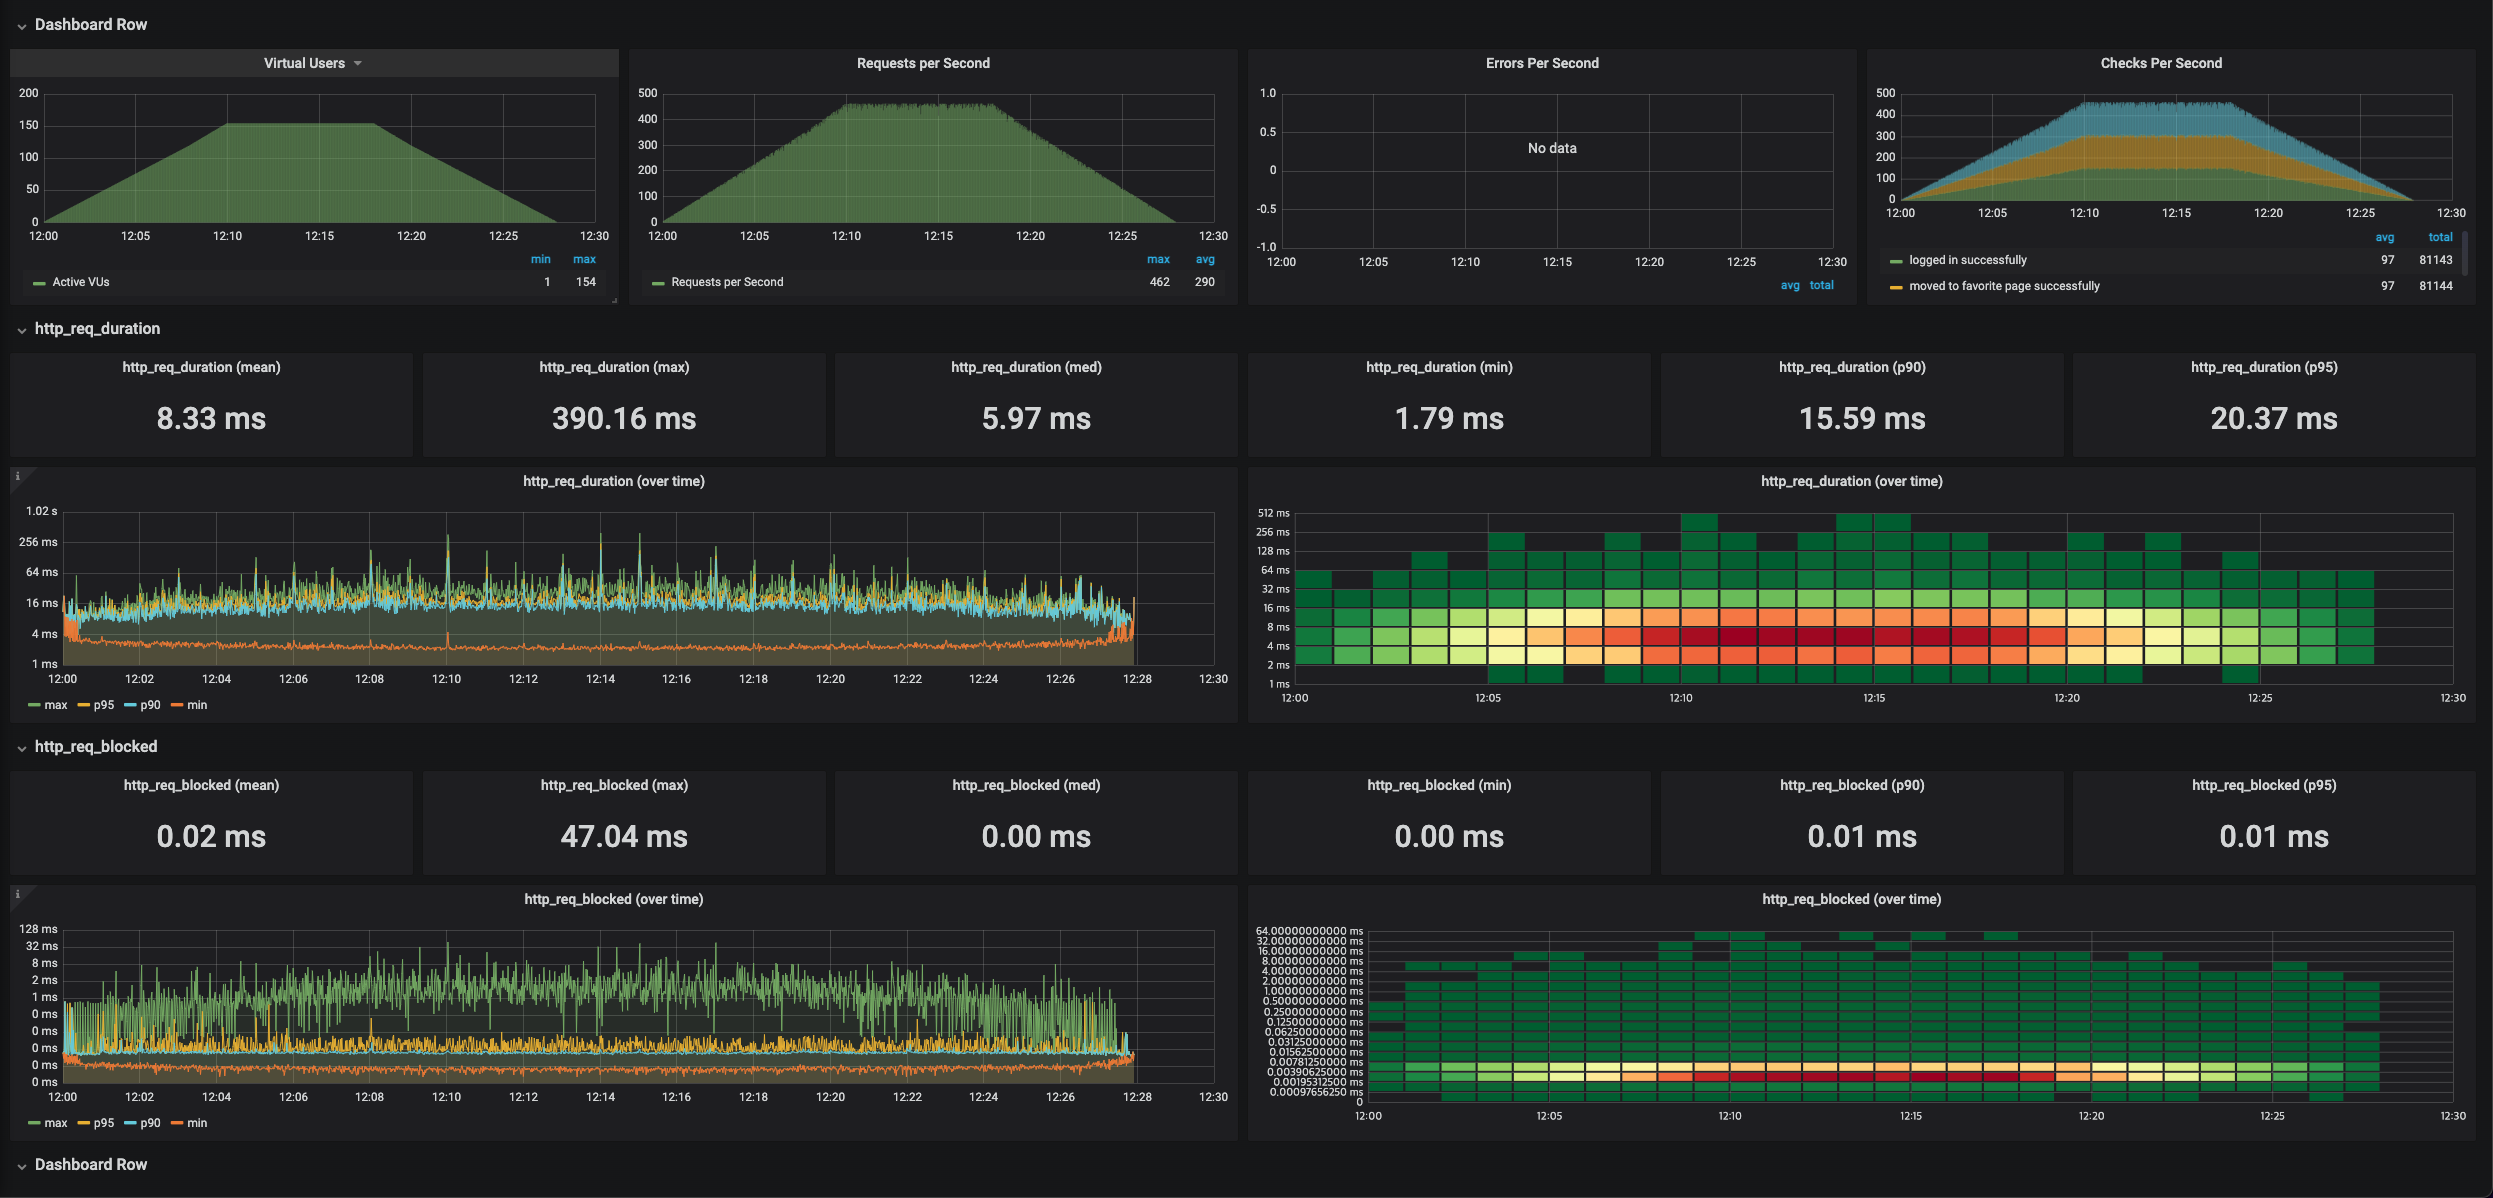 Dashboard Row
Virtual Users
200
150
100
50
0
12:00 12:05 12:10 12:15 12:20 12:25 12:30
min max
Active VUs 1 154
Requests per Second
500
400
300
200
100
0
12:00 12:05 12:10 12:15 12:20 12:25 12:30
max avg
Requests per Second 462 290
Errors Per Second
1.0
0.5
0
-0.5
-1.0
No data
12:00 12:05 12:10 12:15 12:20 12:25 12:30
avg total
Checks Per Second
500
400
300
200
100
0
12:00 12:05 12:10 12:15 12:20 12:25 12:30
avg total
logged in successfully 97 81143
moved to favorite page successfully 97 81144
http_req_duration
http_req_duration (mean)
8.33 ms
http_req_duration (max)
390.16 ms
http_req_duration (med)
5.97 ms
http_req_duration (min)
1.79 ms
http_req_duration (p90)
15.59 ms
http_req_duration (p95)
20.37 ms
i
http_req_duration (over time)
1.02 s
256 ms
64 ms
16 ms
4 ms
1 ms
12:00 12:02 12:04 12:06 12:08 12:10 12:12 12:14 12:16 12:18 12:20 12:22 12:24 12:26 12:28 12:30
max p95 p90 min
http_req_duration (over time)
512 ms
256 ms
128 ms
64 ms
32 ms
16 ms
8 ms
4 ms
2 ms
1 ms
12:00 12:05 12:10 12:15 12:20 12:25 12:30
http_req_blocked
http_req_blocked (mean)
0.02 ms
http_req_blocked (max)
47.04 ms
http_req_blocked (med)
0.00 ms
http_req_blocked (min)
0.00 ms
http_req_blocked (p90)
0.01 ms
http_req_blocked (p95)
0.01 ms
i
http_req_blocked (over time)
128 ms
32 ms
8 ms
2 ms
1 ms
0 ms
0 ms
0 ms
0 ms
0 ms
12:00 12:02 12:04 12:06 12:08 12:10 12:12 12:14 12:16 12:18 12:20 12:22 12:24 12:26 12:28 12:30
max p95 p90 min
http_req_blocked (over time)
64.00000000000 ms
32.00000000000 ms
16.00000000000 ms
8.00000000000 ms
4.00000000000 ms
2.00000000000 ms
1.00000000000 ms
0.50000000000 ms
0.25000000000 ms
0.12500000000 ms
0.06250000000 ms
0.03125000000 ms
0.01562500000 ms
0.00781250000 ms
0.00390625000 ms
0.00195312500 ms
0.00097656250 ms
0
12:00 12:05 12:10 12:15 12:20 12:25 12:30
Dashboard Row